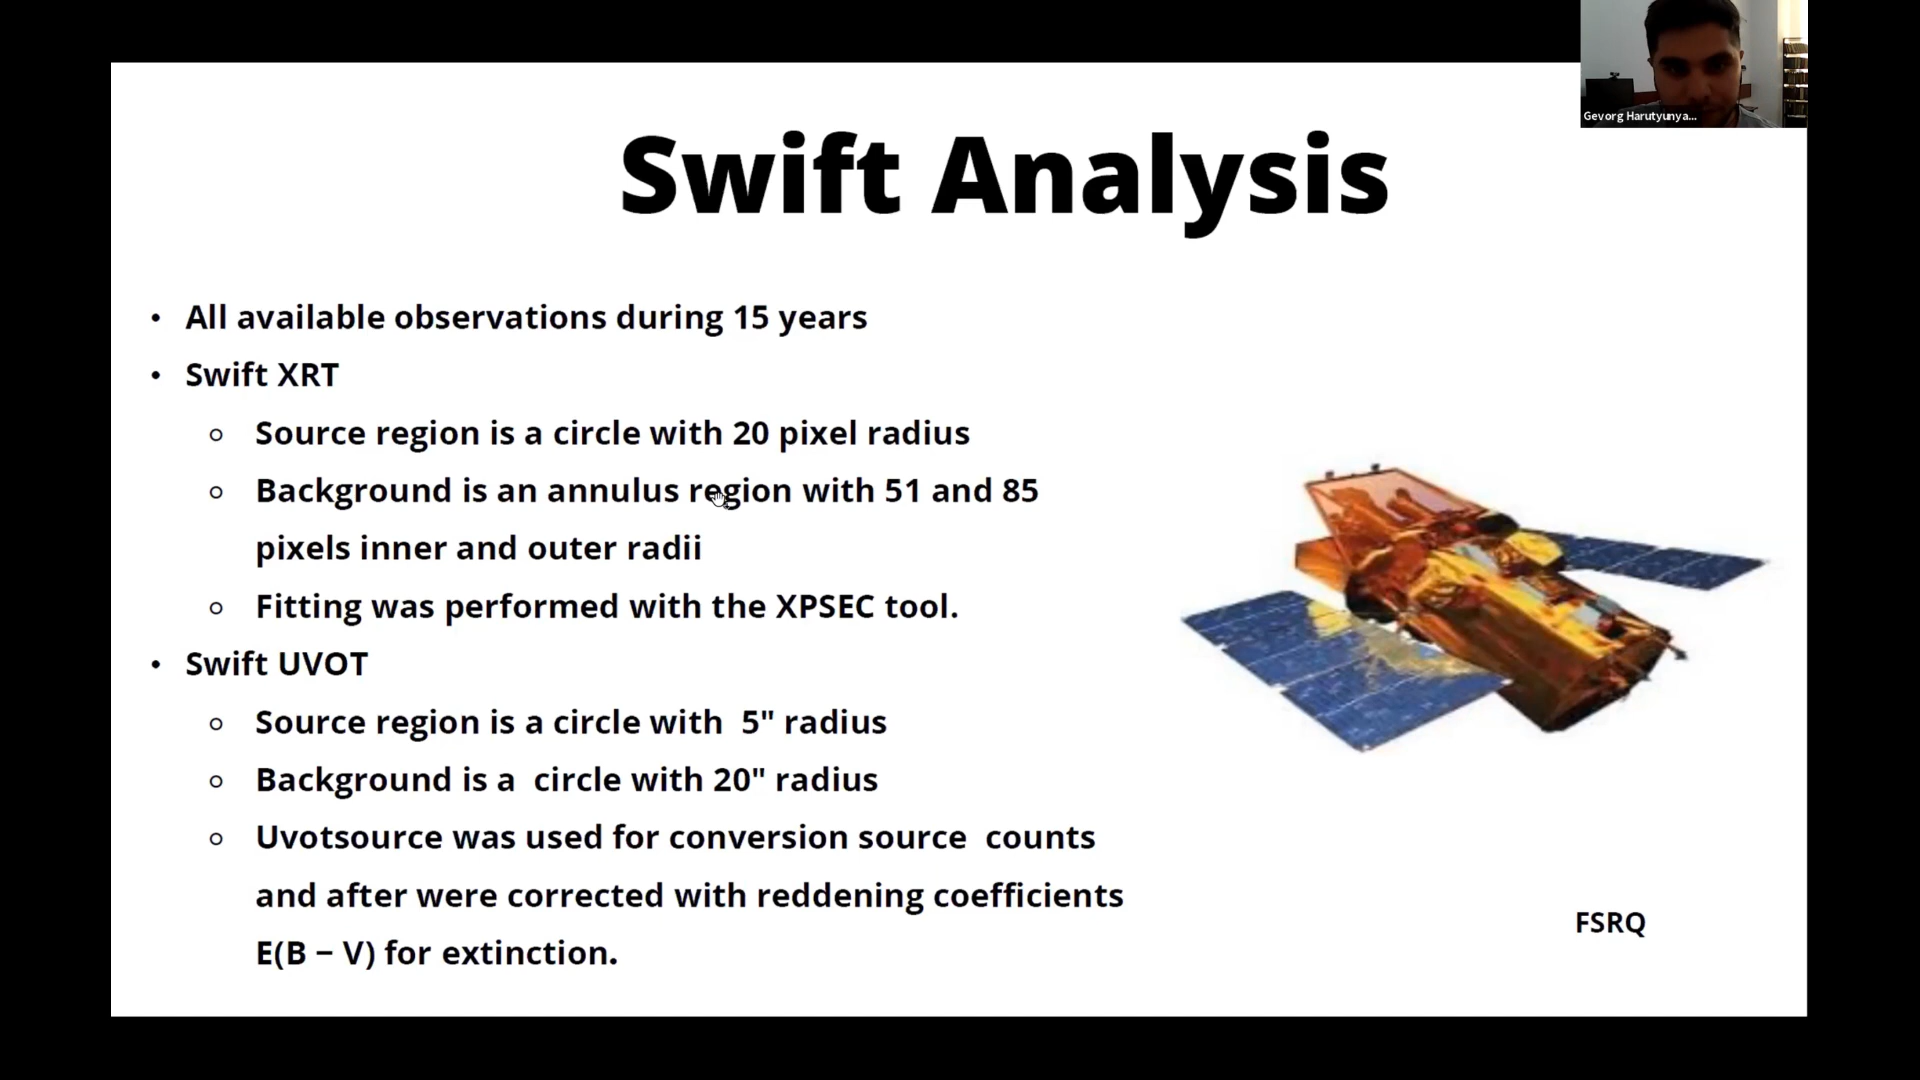 Gevorg Harutyunya...
Swift Analysis
• All available observations during 15 years
• Swift XRT
○ Source region is a circle with 20 pixel radius
○ Background is an annulus region with 51 and 85
pixels inner and outer radii
○ Fitting was performed with the XPSEC tool.
• Swift UVOT
○ Source region is a circle with 5" radius
○ Background is a circle with 20" radius
○ Uvotsource was used for conversion source counts
and after were corrected with reddening coefficients
E(B − V) for extinction.
FSRQ